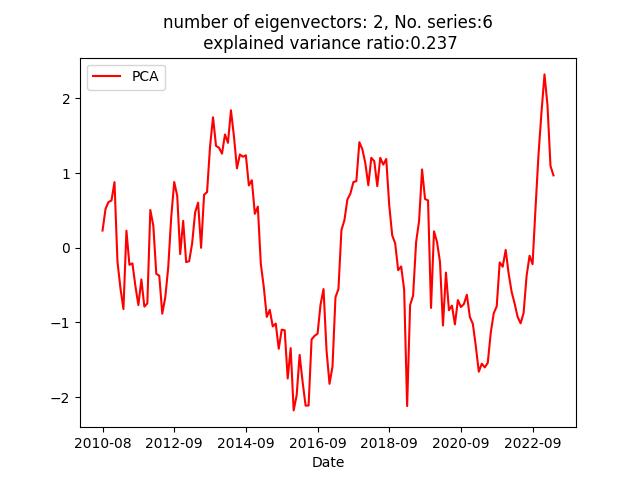 number of eigenvectors: 2, No. series:6
explained variance ratio:0.237
PCA
2
1
0
−1
−2
2010-08 2012-09 2014-09 2016-09 2018-09 2020-09 2022-09
Date